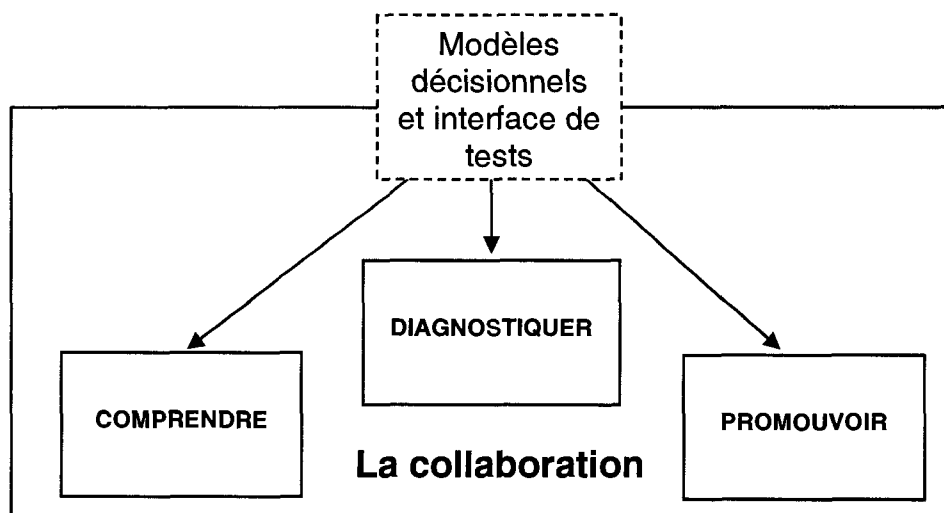 Modèles
décisionnels
et interface de
tests
DIAGNOSTIQUER
COMPRENDRE
PROMOUVOIR
La collaboration